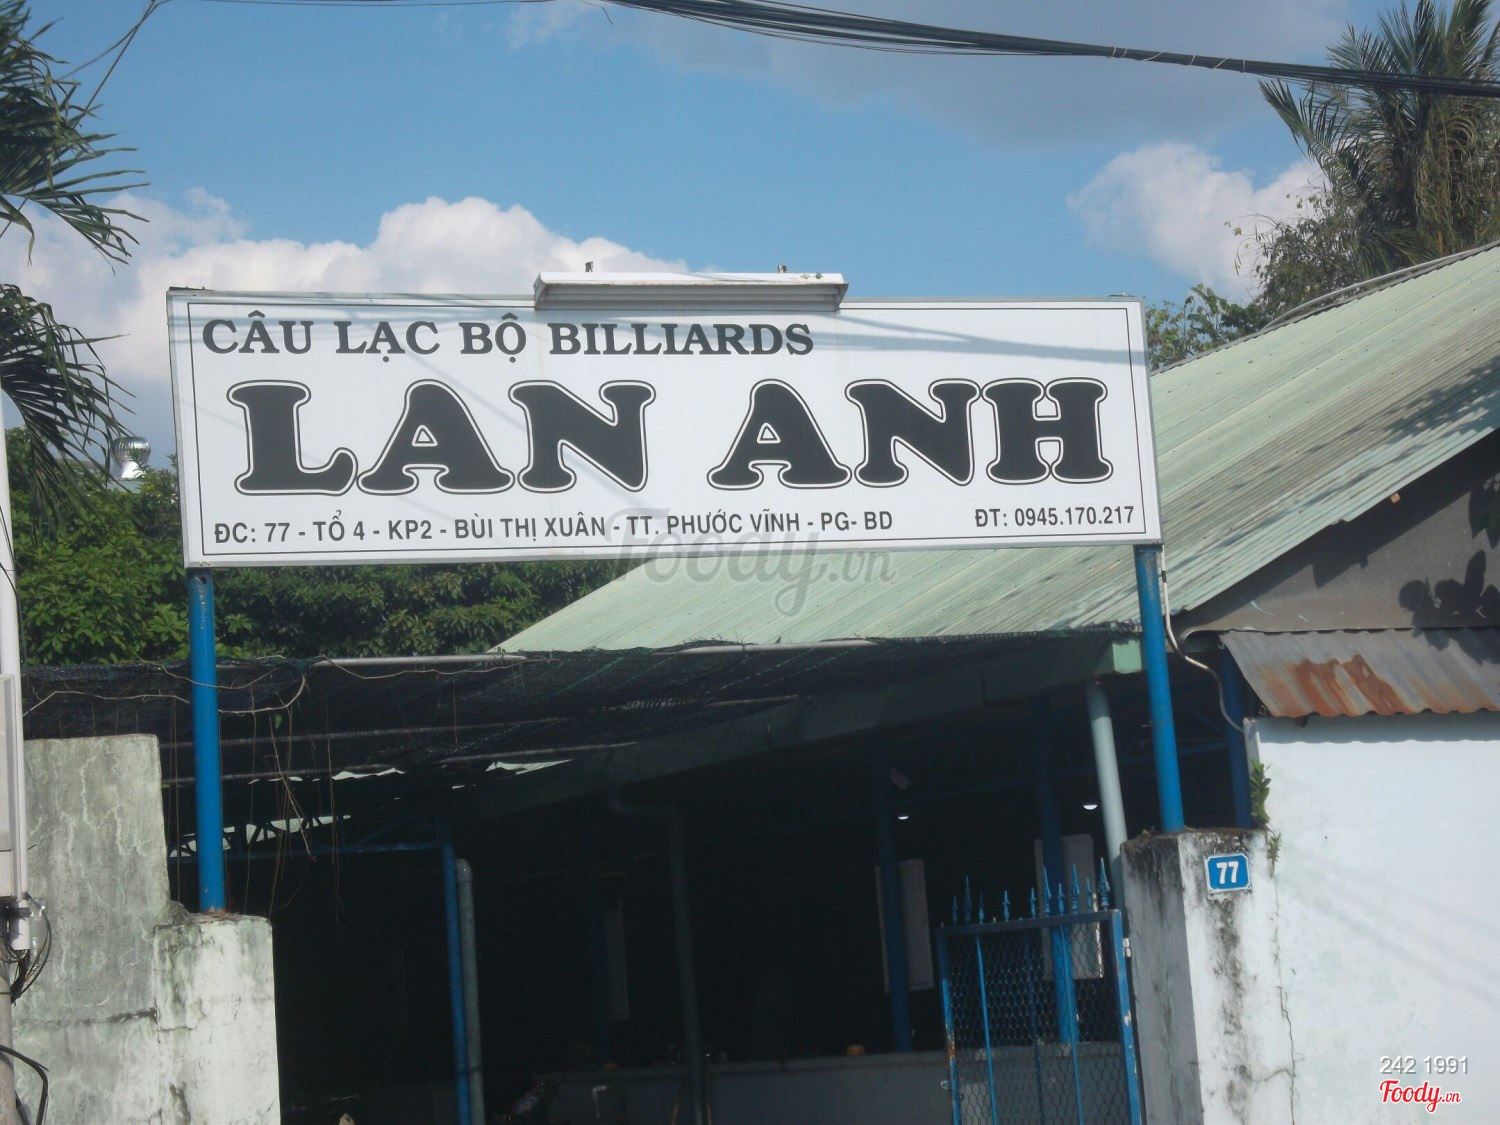 CÂU LẠC BỘ BILLIARDS
LAN ANH
ĐC: 77 - TỔ 4 - KP2 - BÙI THỊ XUÂN - TT. PHƯỚC VĨNH - PG- BD
ĐT: 0945.170.217
Foody.vn
77
242 1991
Foody.vn